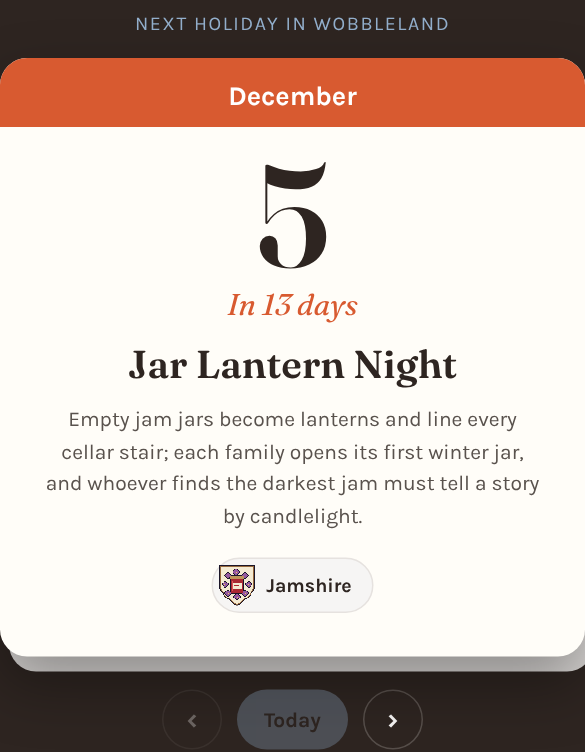 NEXT HOLIDAY IN WOBBLELAND
December
5
In 13 days
Jar Lantern Night
Empty jam jars become lanterns and line every
cellar stair; each family opens its first winter jar,
and whoever finds the darkest jam must tell a story
by candlelight.
Jamshire
Today